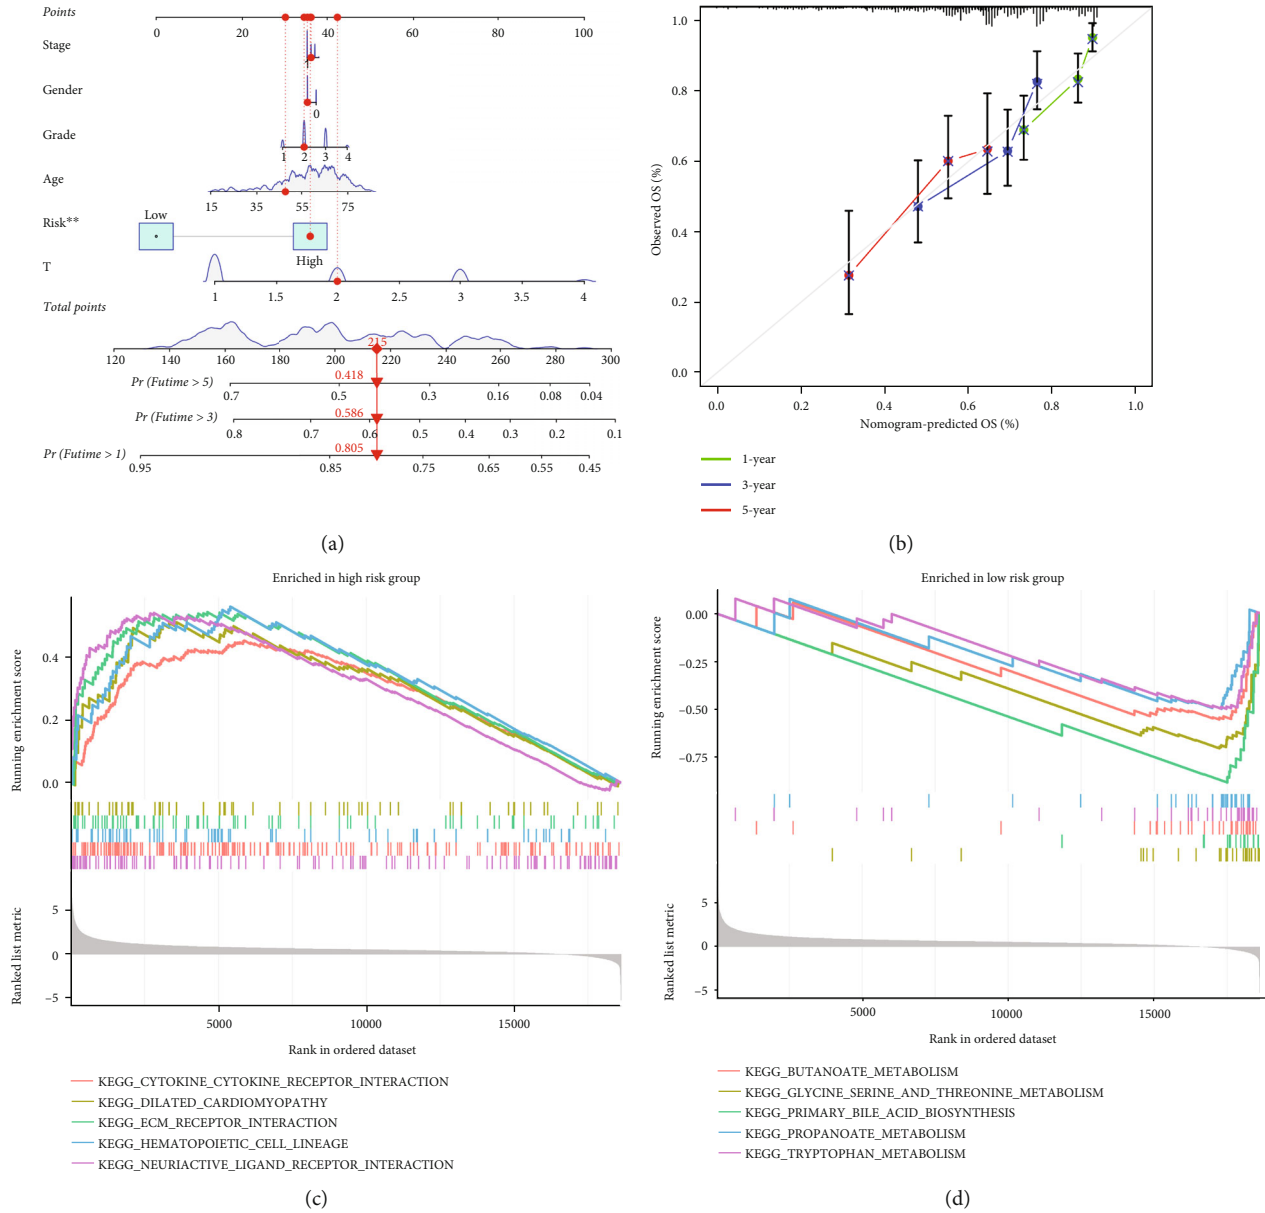 Points
0 20 40 60 80 100
Stage
Gender
0
Grade
1 2 3 4
Age
15 35 55 75
Low
Risk**
High
T
1 2 2.5 3 3.5 4
Total points
215
120 140 160 180 200 220 240 260 280 300
0.418
Pr (Futime > 5)
0.7 0.5 0.3 0.16 0.08 0.04
0.586
Pr (Futime > 3)
0.8 0.7 0.6 0.5 0.4 0.3 0.2 0.1
0.805
Pr (Futime > 1)
0.95 0.85 0.75 0.65 0.55 0.45
(a)
Observed OS (%)
1.0
0.8
0.6
0.4
0.2
0.0
0.0 0.2 0.4 0.6 0.8 1.0
Nomogram-predicted OS (%)
1-year
3-year
5-year
(b)
Enriched in high risk group
Running enrichment score
0.4
0.2
0.0
Ranked list metric
5
0
−5
5000 10000 15000
Rank in ordered dataset
KEGG_CYTOKINE_CYTOKINE_RECEPTOR_INTERACTION
KEGG_DILATED_CARDIOMYOPATHY
KEGG_ECM_RECEPTOR_INTERACTION
KEGG_HEMATOPOIETIC_CELL_LINEAGE
KEGG_NEURIACTIVE_LIGAND_RECEPTOR_INTERACTION
(c)
Enriched in low risk group
Running enrichment score
0.00
−0.25
−0.50
−0.75
Ranked list metric
5
0
−5
5000 10000 15000
Rank in ordered dataset
KEGG_BUTANOATE_METABOLISM
KEGG_GLYCINE_SERINE_AND_THREONINE_METABOLISM
KEGG_PRIMARY_BILE_ACID_BIOSYNTHESIS
KEGG_PROPANOATE_METABOLISM
KEGG_TRYPTOPHAN_METABOLISM
(d)